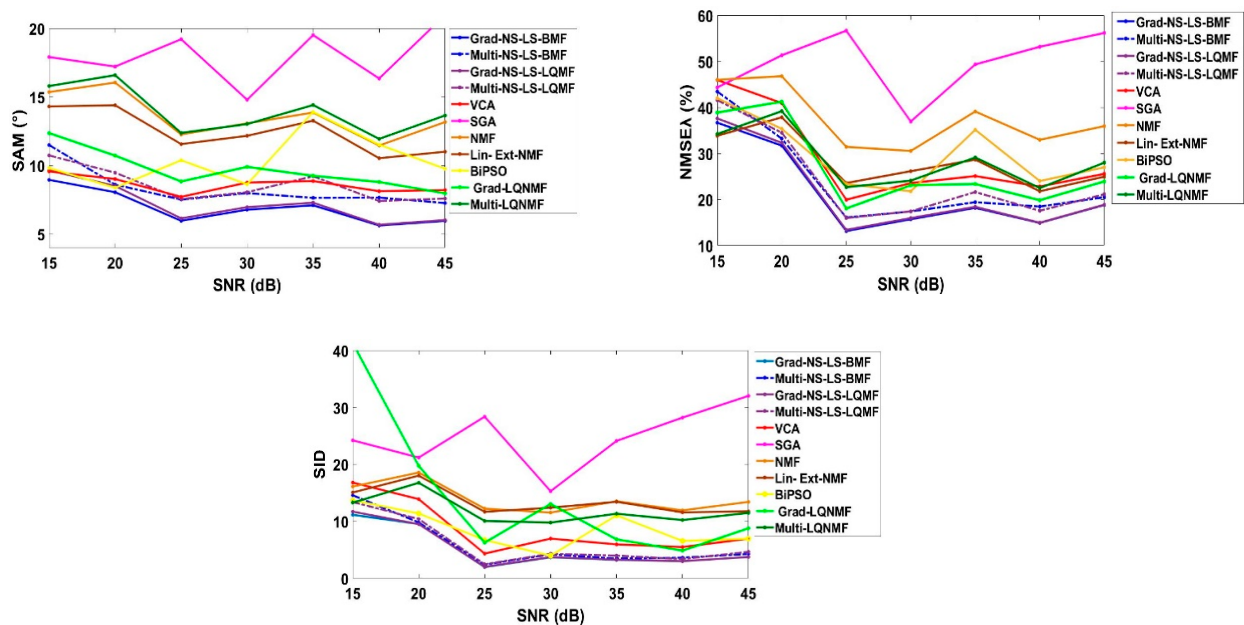 20
15
10
5
SAM (°)
15 20 25 30 35 40 45
SNR (dB)
Grad-NS-LS-BMF
Multi-NS-LS-BMF
Grad-NS-LS-LQMF
Multi-NS-LS-LQMF
VCA
SGA
NMF
Lin- Ext-NMF
BiPSO
Grad-LQNMF
Multi-LQNMF
60
50
40
30
20
10
NMSEλ (%)
15 20 25 30 35 40 45
SNR (dB)
Grad-NS-LS-BMF
Multi-NS-LS-BMF
Grad-NS-LS-LQMF
Multi-NS-LS-LQMF
VCA
SGA
NMF
Lin- Ext-NMF
BiPSO
Grad-LQNMF
Multi-LQNMF
40
30
20
10
0
SID
15 20 25 30 35 40 45
SNR (dB)
Grad-NS-LS-BMF
Multi-NS-LS-BMF
Grad-NS-LS-LQMF
Multi-NS-LS-LQMF
VCA
SGA
NMF
Lin- Ext-NMF
BiPSO
Grad-LQNMF
Multi-LQNMF